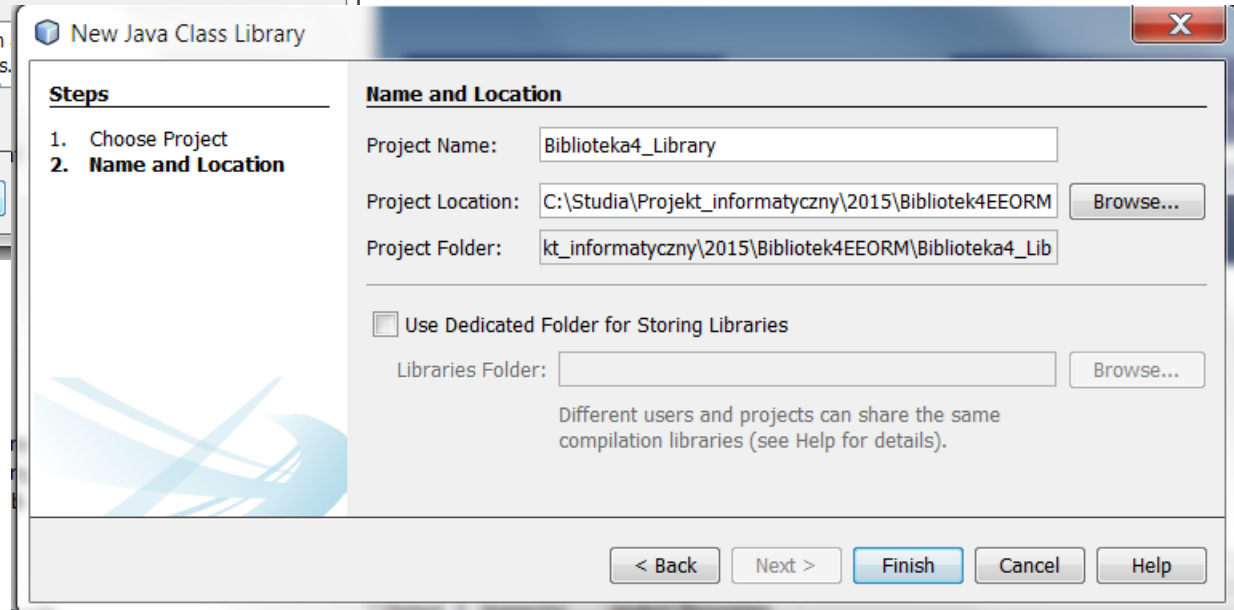 New Java Class Library
Steps
1. Choose Project
2. Name and Location
Name and Location
Project Name: Biblioteka4_Library
Project Location: C:\Studia\Projekt_informatyczny\2015\Bibliotek4EEORM Browse...
Project Folder: kt_informatyczny\2015\Bibliotek4EEORM\Biblioteka4_Lib
Use Dedicated Folder for Storing Libraries
Libraries Folder: Browse...
Different users and projects can share the same
compilation libraries (see Help for details).
< Back Next > Finish Cancel Help